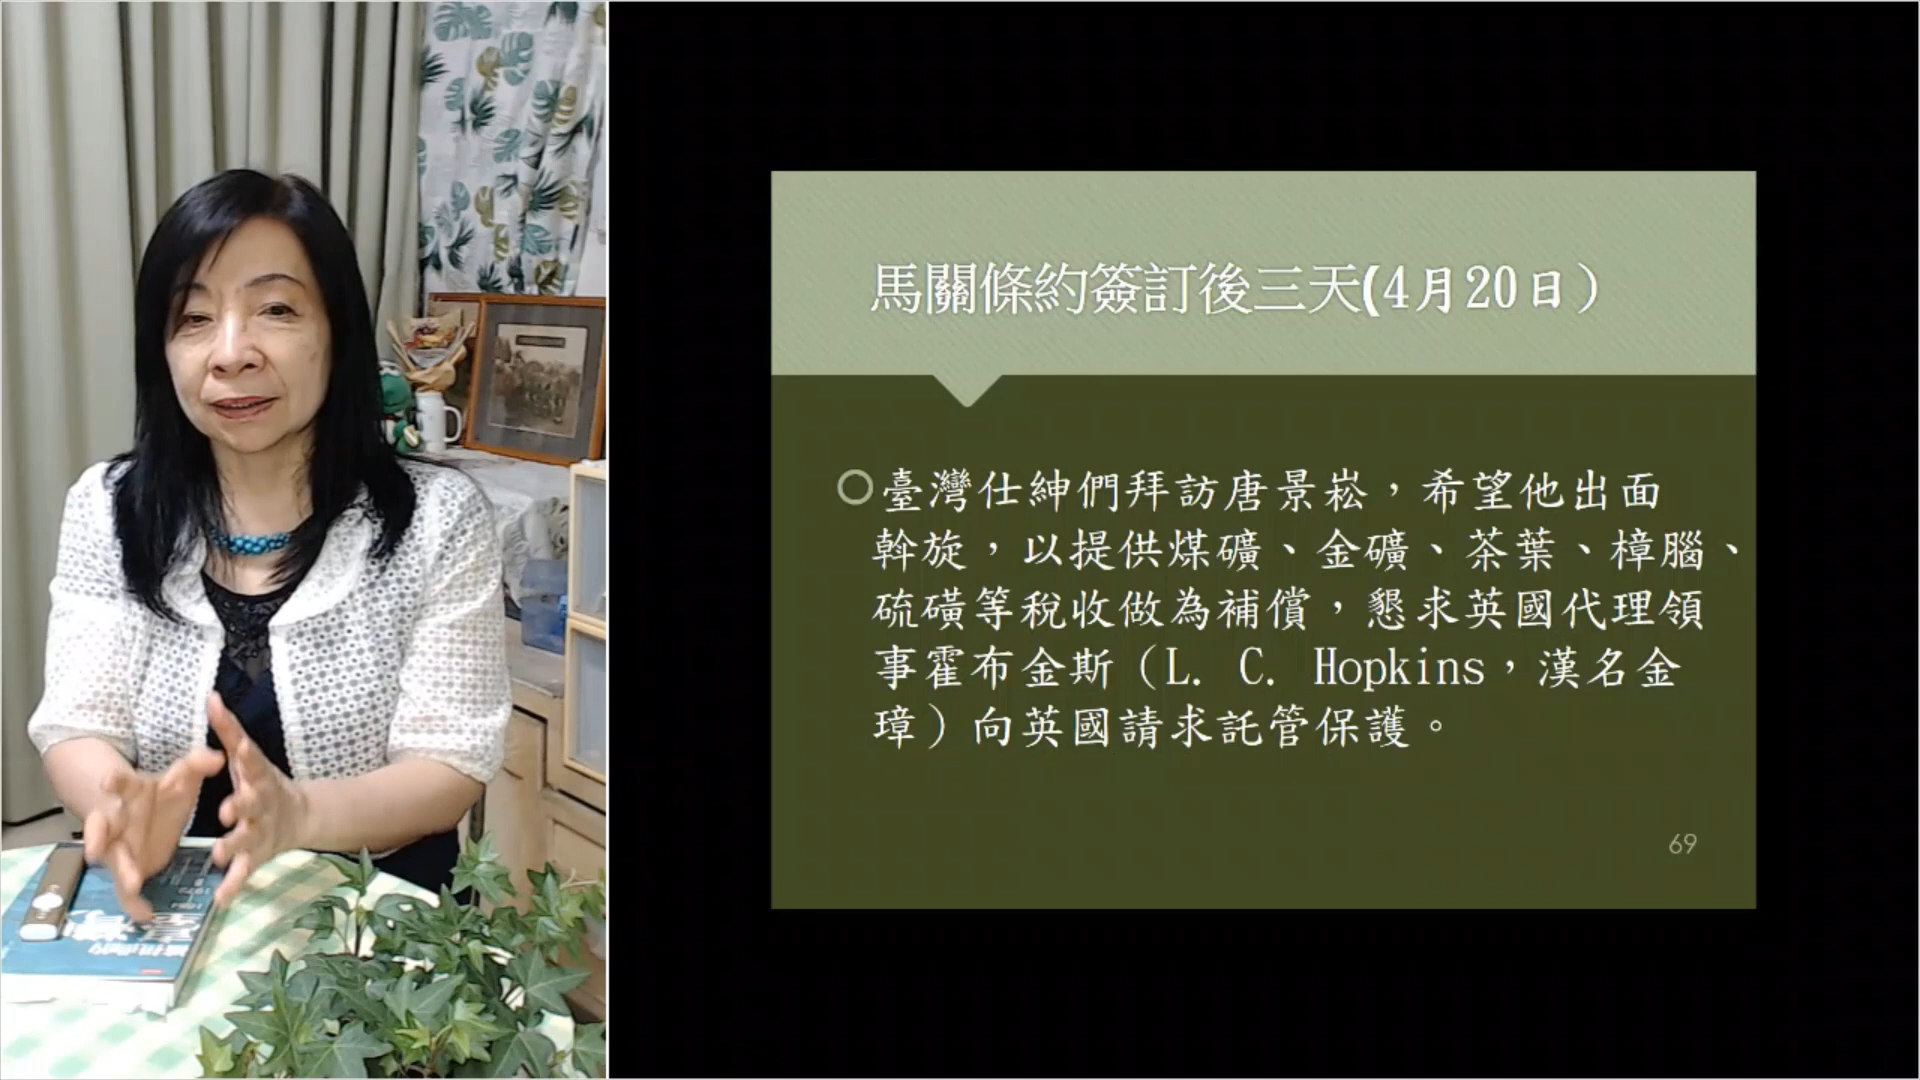 馬關條約簽訂後三天(4月20日）
臺灣仕紳們拜訪唐景崧，希望他出面
斡旋，以提供煤礦、金礦、茶葉、樟腦、
硫磺等稅收做為補償，懇求英國代理領
事霍布金斯（L. C. Hopkins，漢名金
璋）向英國請求託管保護。
69